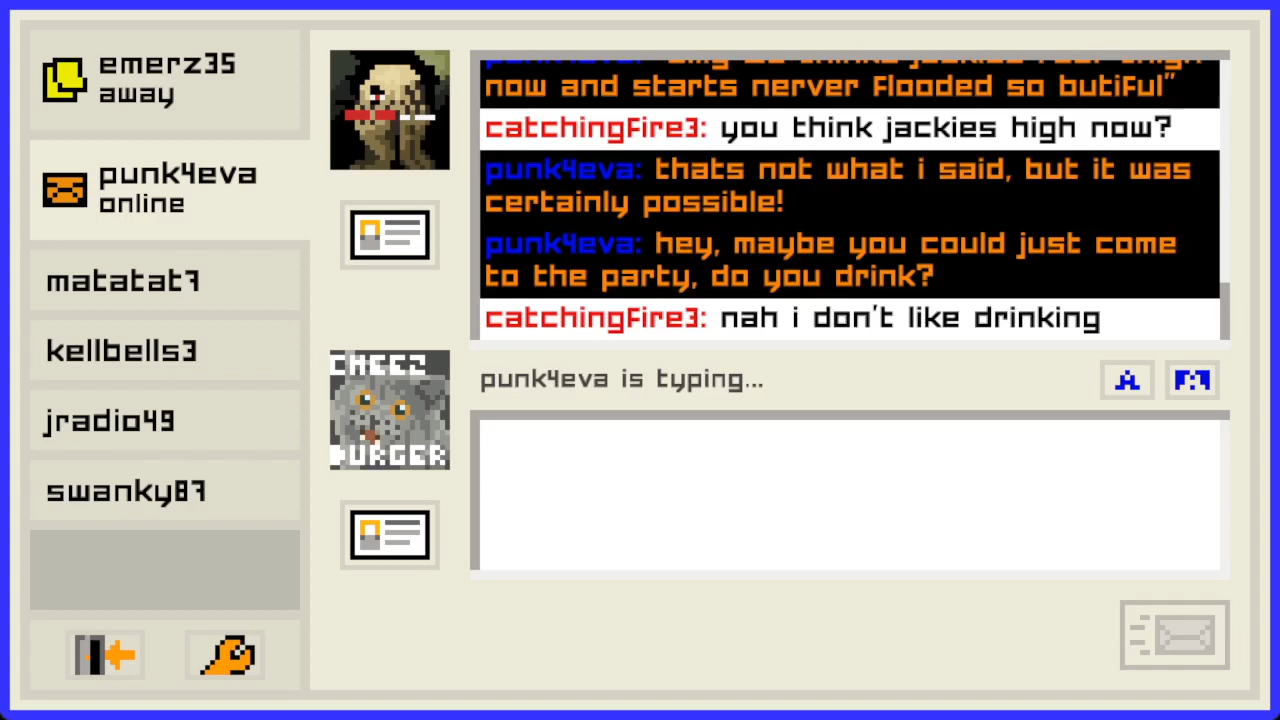 emerz35
away
punk4eva
online
matatat7
kellbells3
jradio49
swanky87
now and starts nerver flooded so butiful"
catchingfire3: you think jackies high now?
punk4eva: thats not what i said, but it was
certainly possible!
punk4eva: hey, maybe you could just come
to the party, do you drink?
catchingfire3: nah i don't like drinking
CHEEZ
BURGER
punk4eva is typing...
A